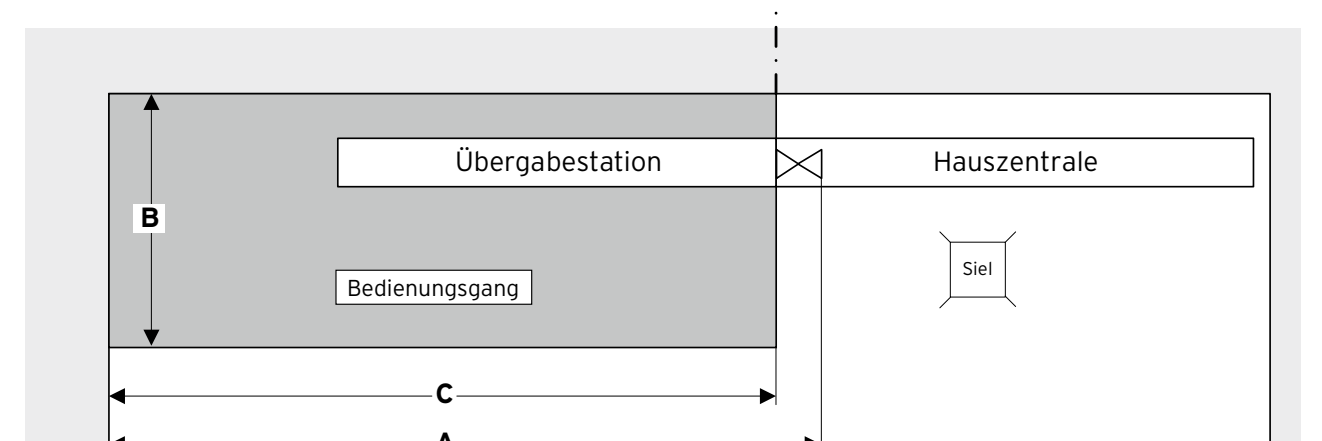 Übergabestation
Hauszentrale
B
Siel
Bedienungsgang
C
A